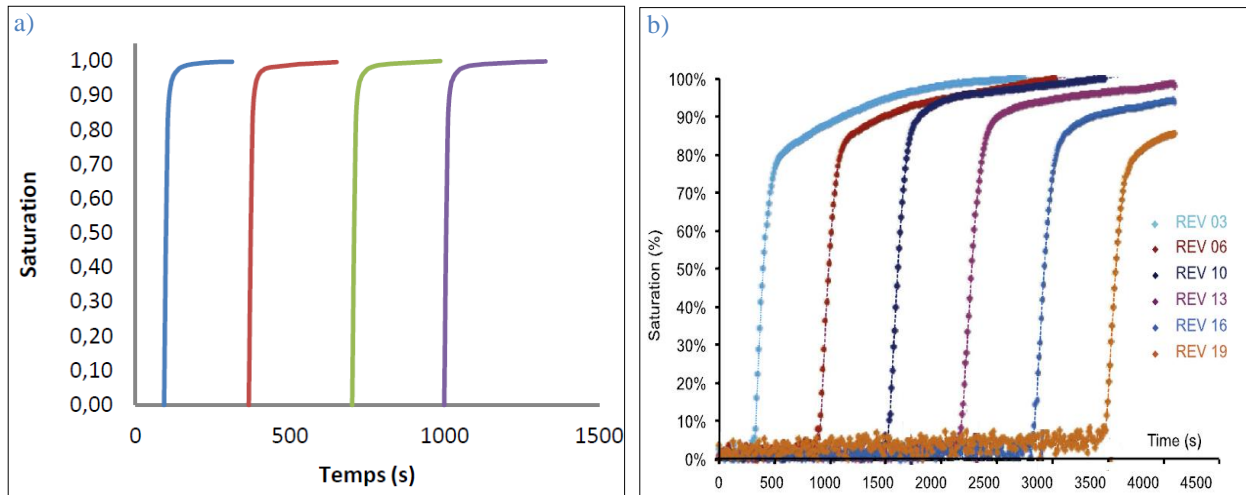 a)
1,00
0,90
0,80
0,70
0,60
0,50
0,40
0,30
0,20
0,10
0,00
Saturation
0 500 1000 1500
Temps (s)
b)
100%
90%
80%
70%
60%
50%
40%
30%
20%
10%
0%
Saturation (%)
REV 03
REV 06
REV 10
REV 13
REV 16
REV 19
Time (s)
0 500 1000 1500 2000 2500 3000 3500 4000 4500